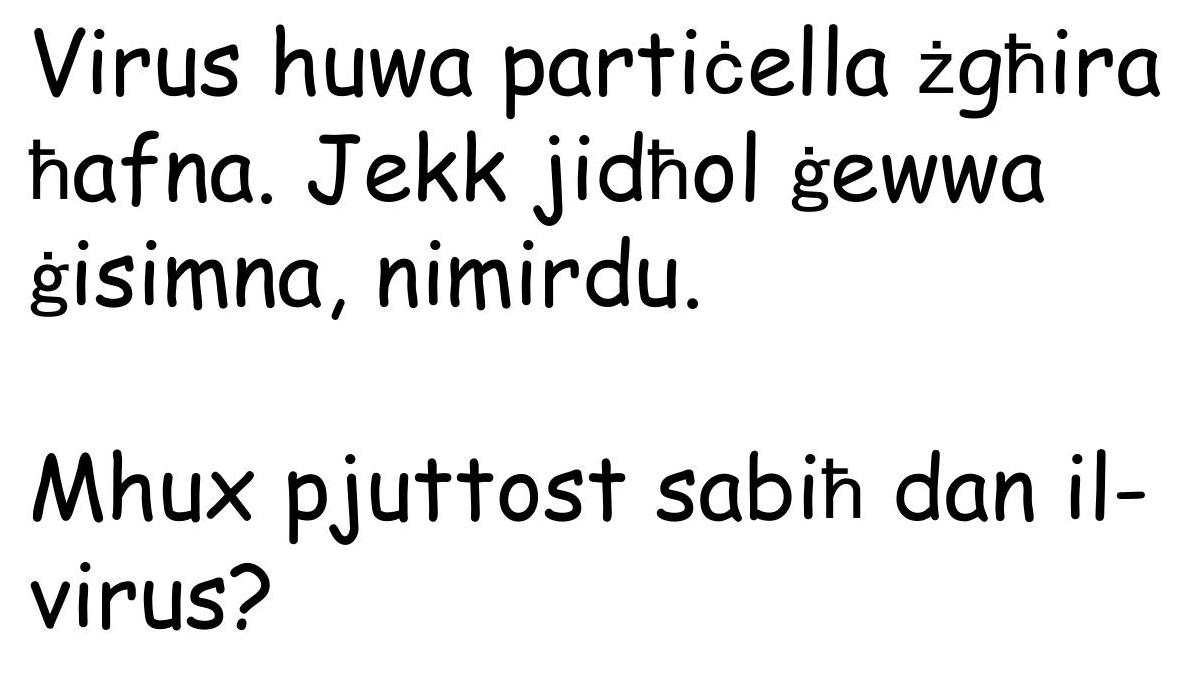 Virus huwa partiċella żgħira
ħafna. Jekk jidħol ġewwa
ġisimna, nimirdu.
Mhux pjuttost sabiħ dan il-
virus?